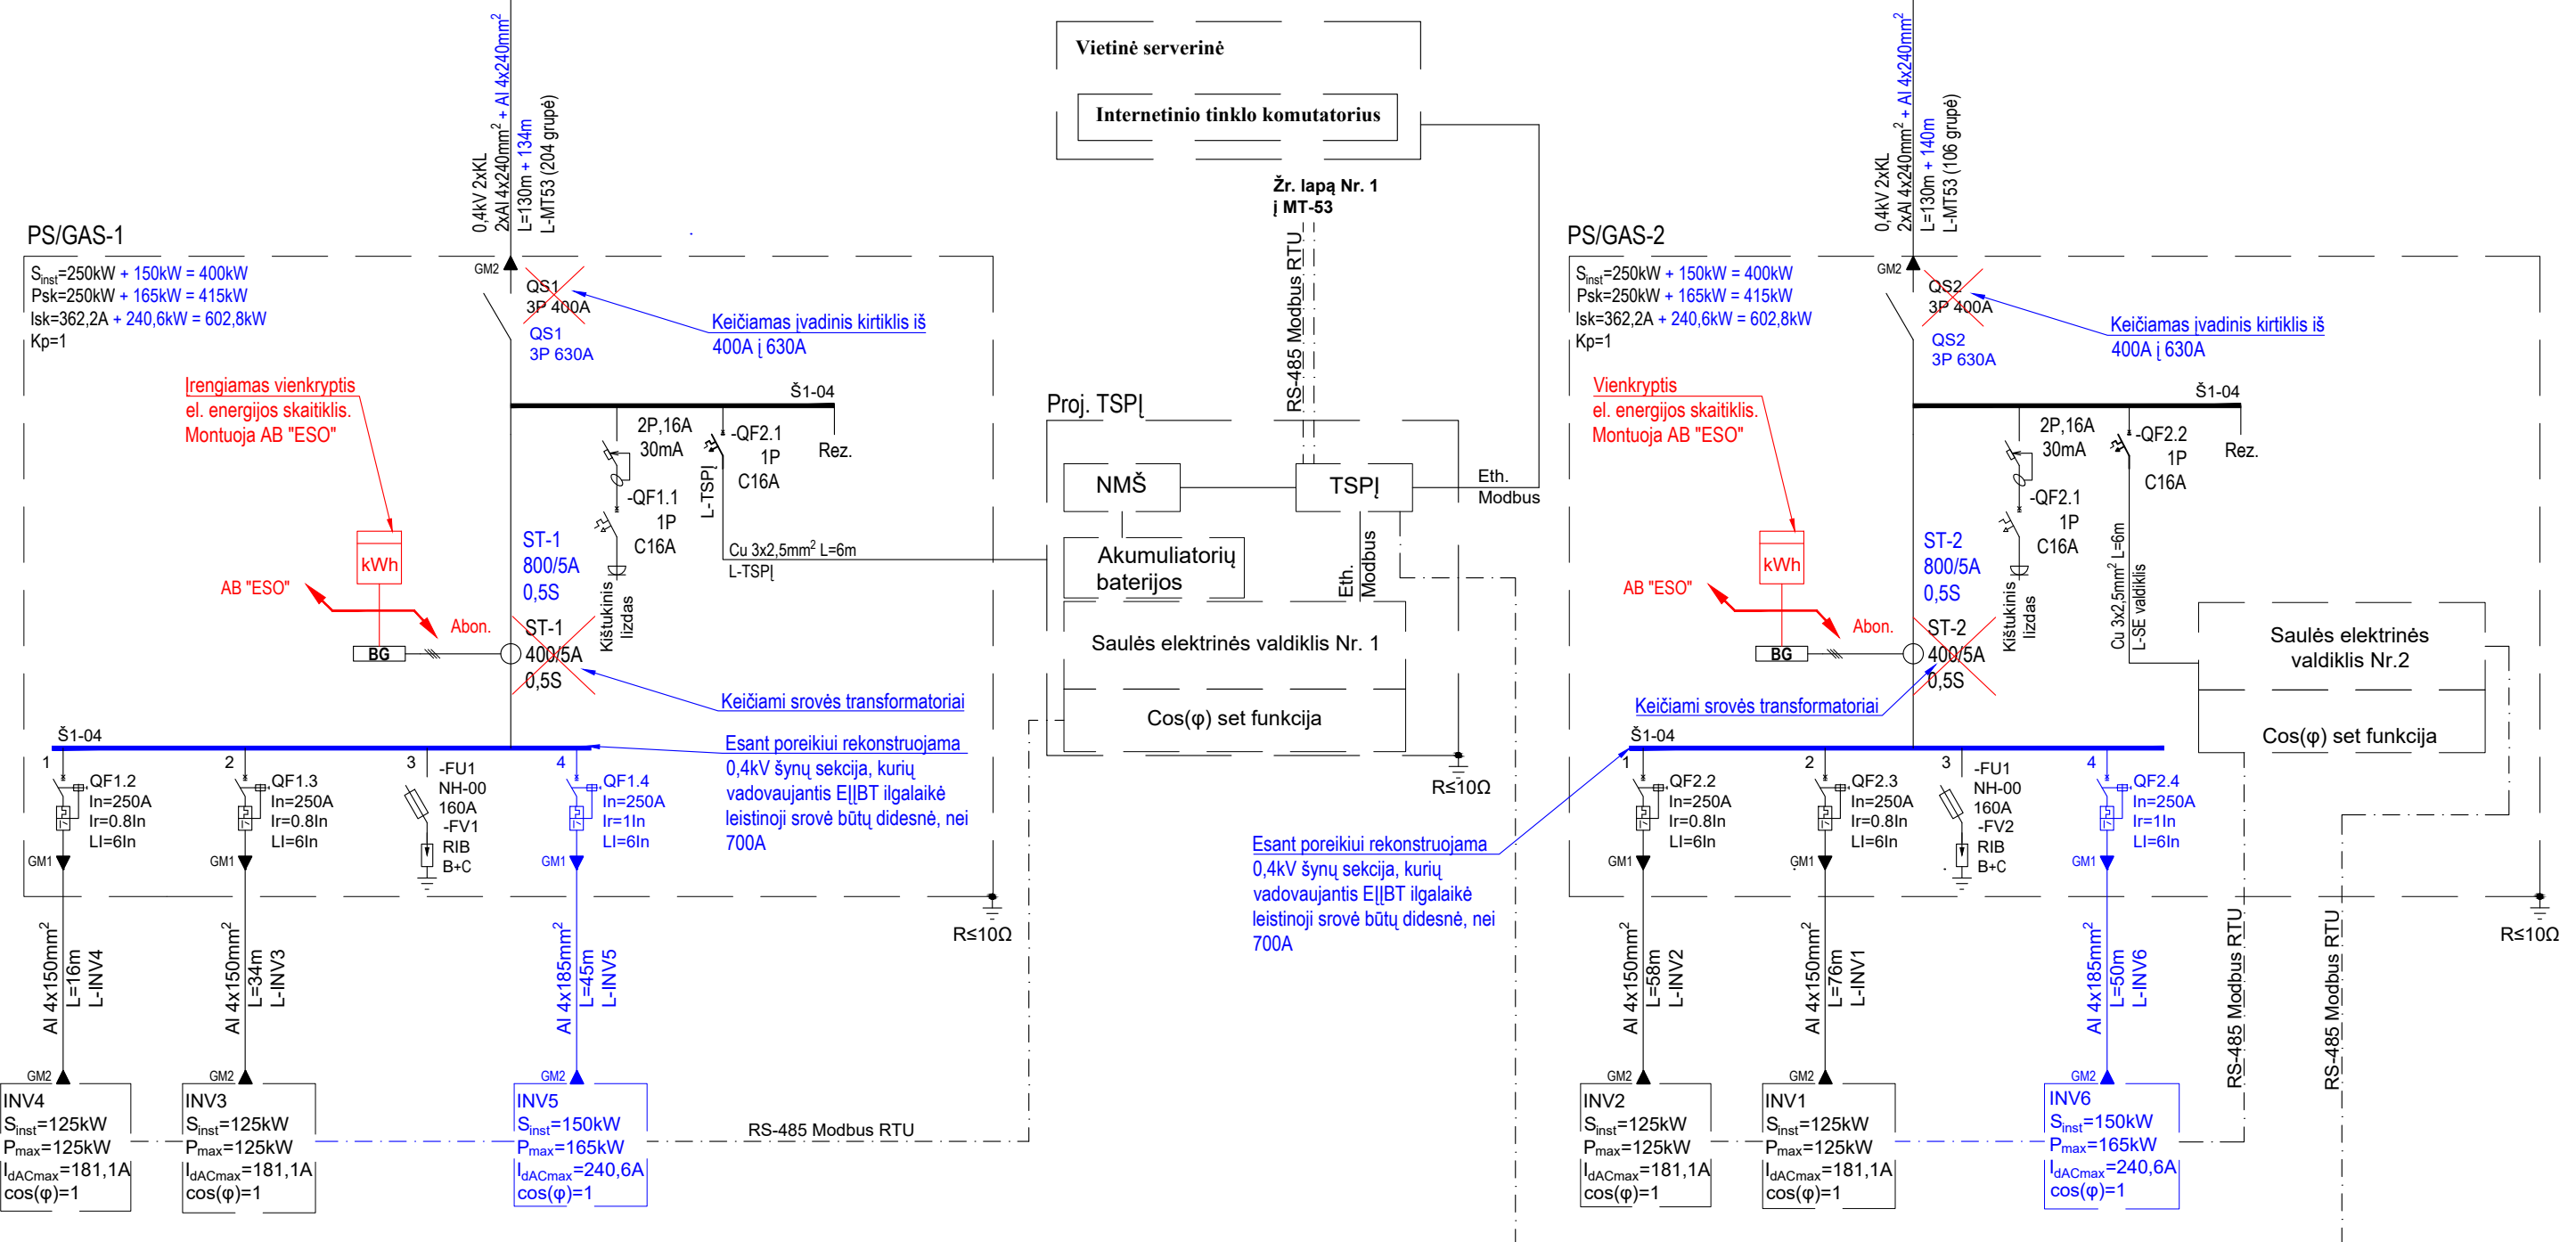 Vietinė serverinė
Internetinio tinklo komutatorius
Žr. lapą Nr. 1
į MT-53
RS-485 Modbus RTU
0,4kV 2xKL
2xAl 4x240mm² + Al 4x240mm²
L=130m + 134m
L-MT53 (204 grupė)
PS/GAS-1
Sinst=250kW + 150kW = 400kW
Psk=250kW + 165kW = 415kW
Isk=362,2A + 240,6kW = 602,8kW
Kp=1
GM2
QS1
3P 400A
QS1
3P 630A
Keičiamas įvadinis kirtiklis iš
400A į 630A
Įrengiamas vienkryptis
el. energijos skaitiklis.
Montuoja AB "ESO"
kWh
AB "ESO"
Abon.
BG
ST-1
800/5A
0,5S
ST-1
400/5A
0,5S
Š1-04
2P,16A
30mA
-QF1.1
1P
C16A
Kištukinis
lizdas
-QF2.1
1P
C16A
L-TSPĮ
Rez.
Cu 3x2,5mm² L=6m
L-TSPĮ
Keičiami srovės transformatoriai
Esant poreikiui rekonstruojama
0,4kV šynų sekcija, kurių
vadovaujantis EĮĮBT ilgalaikė
leistinoji srovė būtų didesnė, nei
700A
Š1-04
1
QF1.2
In=250A
Ir=0.8In
LI=6In
GM1
2
QF1.3
In=250A
Ir=0.8In
LI=6In
GM1
3
-FU1
NH-00
160A
-FV1
RIB
B+C
4
QF1.4
In=250A
Ir=1In
LI=6In
GM1
R≤10Ω
Al 4x150mm²
L=16m
L-INV4
Al 4x150mm²
L=34m
L-INV3
Al 4x185mm²
L=45m
L-INV5
GM2
INV4
Sinst=125kW
Pmax=125kW
IdACmax=181,1A
cos(φ)=1
GM2
INV3
Sinst=125kW
Pmax=125kW
IdACmax=181,1A
cos(φ)=1
GM2
INV5
Sinst=150kW
Pmax=165kW
IdACmax=240,6A
cos(φ)=1
RS-485 Modbus RTU
Proj. TSPĮ
NMŠ
TSPĮ
Eth.
Modbus
Akumuliatorių
baterijos
Eth.
Modbus
Saulės elektrinės valdiklis Nr. 1
Cos(φ) set funkcija
R≤10Ω
0,4kV 2xKL
2xAl 4x240mm² + Al 4x240mm²
L=130m + 140m
L-MT53 (106 grupė)
PS/GAS-2
Sinst=250kW + 150kW = 400kW
Psk=250kW + 165kW = 415kW
Isk=362,2A + 240,6kW = 602,8kW
Kp=1
GM2
QS2
3P 400A
QS2
3P 630A
Keičiamas įvadinis kirtiklis iš
400A į 630A
Vienkryptis
el. energijos skaitiklis.
Montuoja AB "ESO"
kWh
AB "ESO"
Abon.
BG
ST-2
800/5A
0,5S
ST-2
400/5A
0,5S
Š1-04
2P,16A
30mA
-QF2.1
1P
C16A
Kištukinis
lizdas
-QF2.2
1P
C16A
Rez.
Cu 3x2,5mm² L=6m
L-SE valdiklis
Saulės elektrinės
valdiklis Nr.2
Cos(φ) set funkcija
Keičiami srovės transformatoriai
Esant poreikiui rekonstruojama
0,4kV šynų sekcija, kurių
vadovaujantis EĮĮBT ilgalaikė
leistinoji srovė būtų didesnė, nei
700A
Š1-04
1
QF2.2
In=250A
Ir=0.8In
LI=6In
GM1
2
QF2.3
In=250A
Ir=0.8In
LI=6In
GM1
3
-FU1
NH-00
160A
-FV2
RIB
B+C
4
QF2.4
In=250A
Ir=1In
LI=6In
GM1
R≤10Ω
Al 4x150mm²
L=58m
L-INV2
Al 4x150mm²
L=76m
L-INV1
Al 4x185mm²
L=50m
L-INV6
RS-485 Modbus RTU
RS-485 Modbus RTU
GM2
INV2
Sinst=125kW
Pmax=125kW
IdACmax=181,1A
cos(φ)=1
GM2
INV1
Sinst=125kW
Pmax=125kW
IdACmax=181,1A
cos(φ)=1
GM2
INV6
Sinst=150kW
Pmax=165kW
IdACmax=240,6A
cos(φ)=1